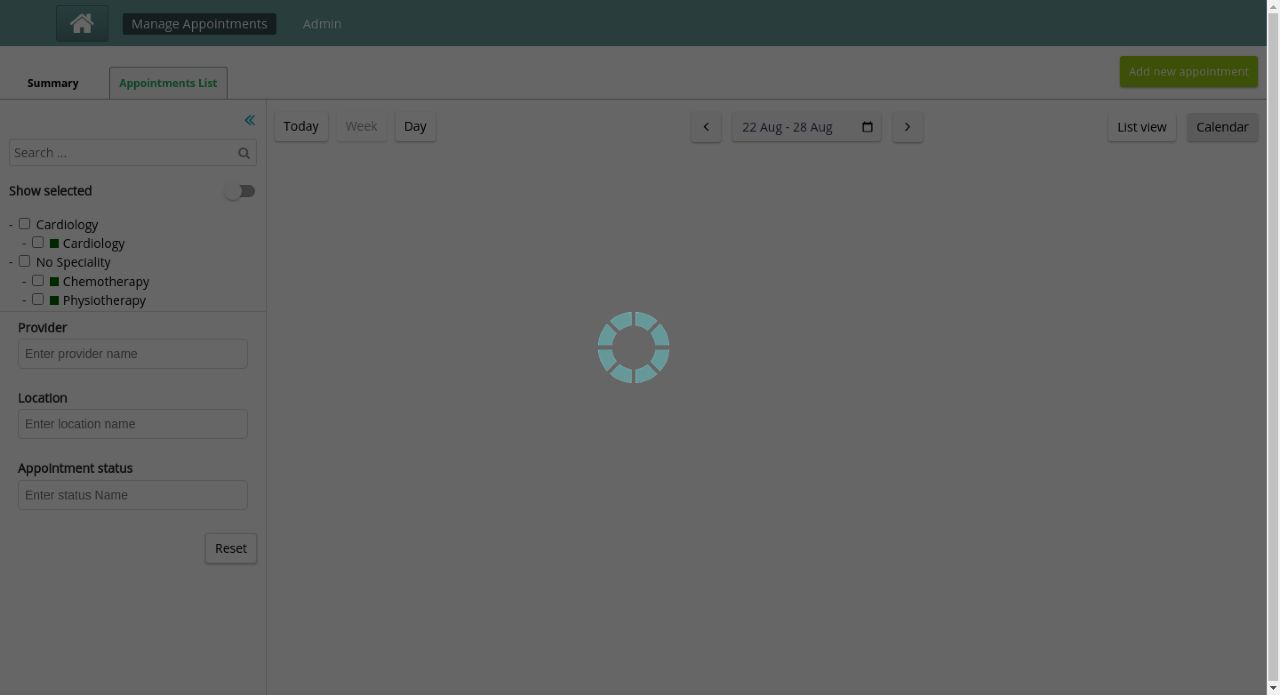 Manage Appointments Admin
Summary Appointments List Add new appointment
Today Week Day 22 Aug - 28 Aug List view Calendar
Search ...
Show selected
- Cardiology
- Cardiology
- No Speciality
- Chemotherapy
- Physiotherapy
Provider
Enter provider name
Location
Enter location name
Appointment status
Enter status Name
Reset